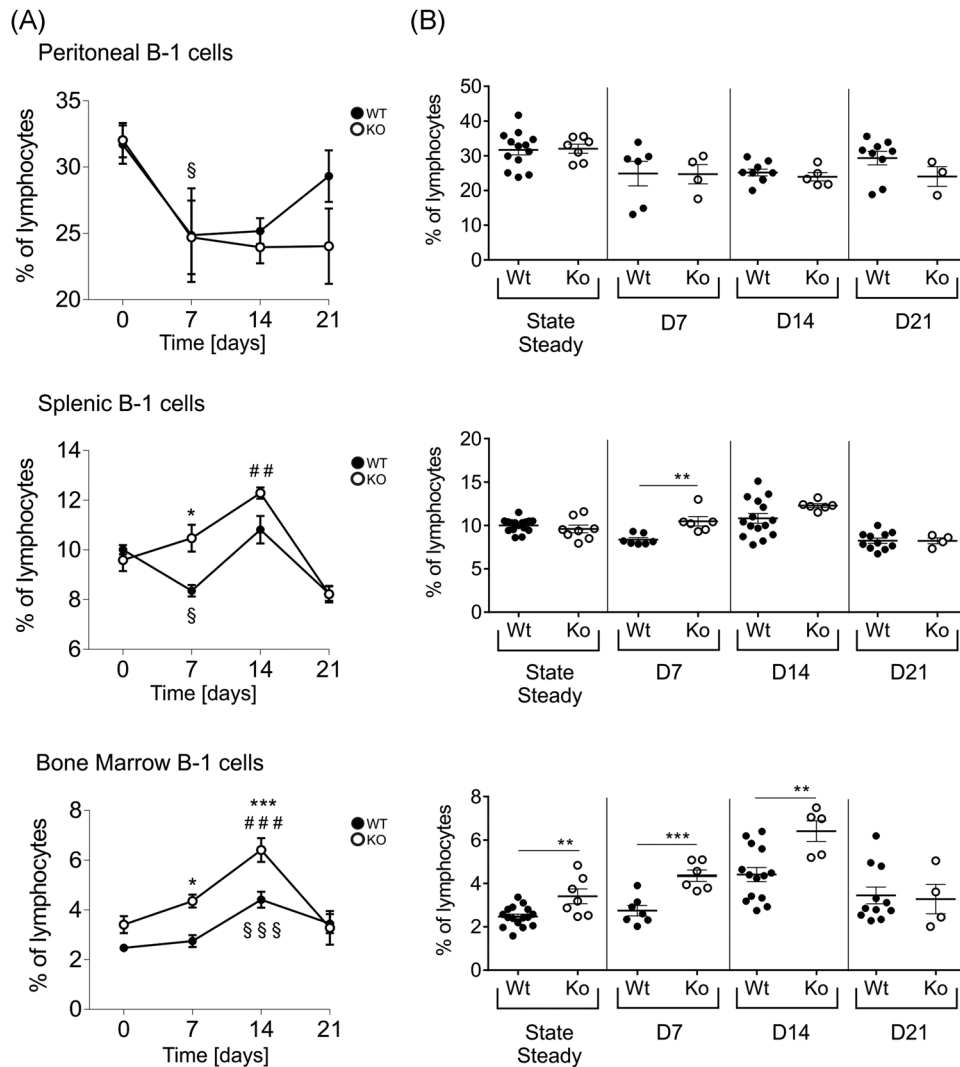 (A)
Peritoneal B-1 cells
% of lymphocytes
35
30
25
20
§
WT
KO
0 7 14 21
Time [days]
Splenic B-1 cells
% of lymphocytes
14
12
10
8
6
##
*
§
WT
KO
0 7 14 21
Time [days]
Bone Marrow B-1 cells
% of lymphocytes
8
6
4
2
0
***
###
*
§§§
WT
KO
0 7 14 21
Time [days]
(B)
% of lymphocytes
50
40
30
20
10
0
Wt Ko Wt Ko Wt Ko Wt Ko
State D7 D14 D21
Steady
% of lymphocytes
20
15
10
5
0
**
Wt Ko Wt Ko Wt Ko Wt Ko
State D7 D14 D21
Steady
% of lymphocytes
8
6
4
2
0
** *** **
Wt Ko Wt Ko Wt Ko Wt Ko
State D7 D14 D21
Steady